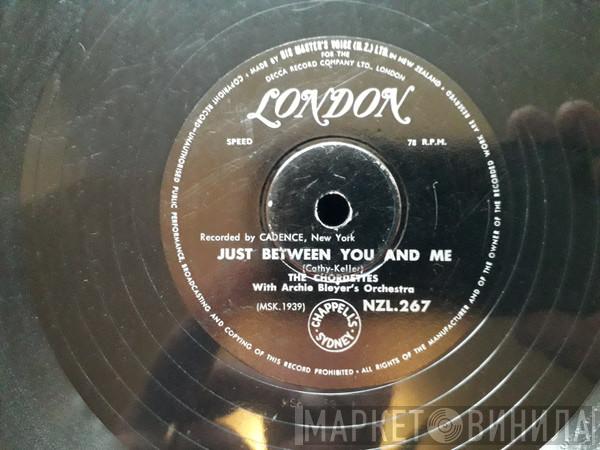 • MADE BY HIS MASTER'S VOICE (N.Z.) LTD. IN NEW ZEALAND •
FOR THE
DECCA RECORD COMPANY LTD. LONDON
LONDON
SPEED 78 R.P.M.
Recorded by CADENCE, New York
JUST BETWEEN YOU AND ME
(Cathy-Keller)
THE CHORDETTES
With Archie Bleyer's Orchestra
(MSK.1939) NZL.267
CHAPPELL'S
SYDNEY
COPYRIGHT RECORD—UNAUTHORISED PUBLIC PERFORMANCE, BROADCASTING AND COPYING OF THIS RECORD PROHIBITED • ALL RIGHTS OF THE MANUFACTURER AND OF THE OWNER OF THE RECORDED WORK ARE RESERVED
МАРКЕТ ВИНИЛА